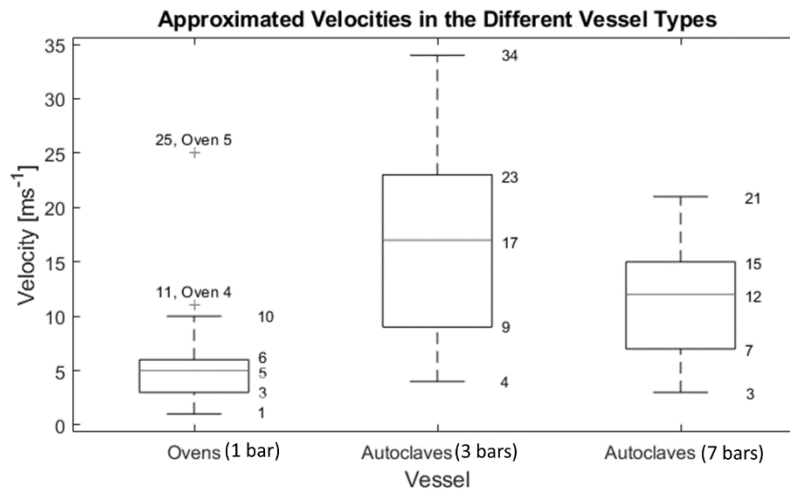 Approximated Velocities in the Different Vessel Types
Velocity [ms⁻¹]
35
30
25
20
15
10
5
0
25, Oven 5
11, Oven 4
10
6
5
3
1
34
23
17
9
4
21
15
12
7
3
Ovens (1 bar)
Autoclaves (3 bars)
Autoclaves (7 bars)
Vessel